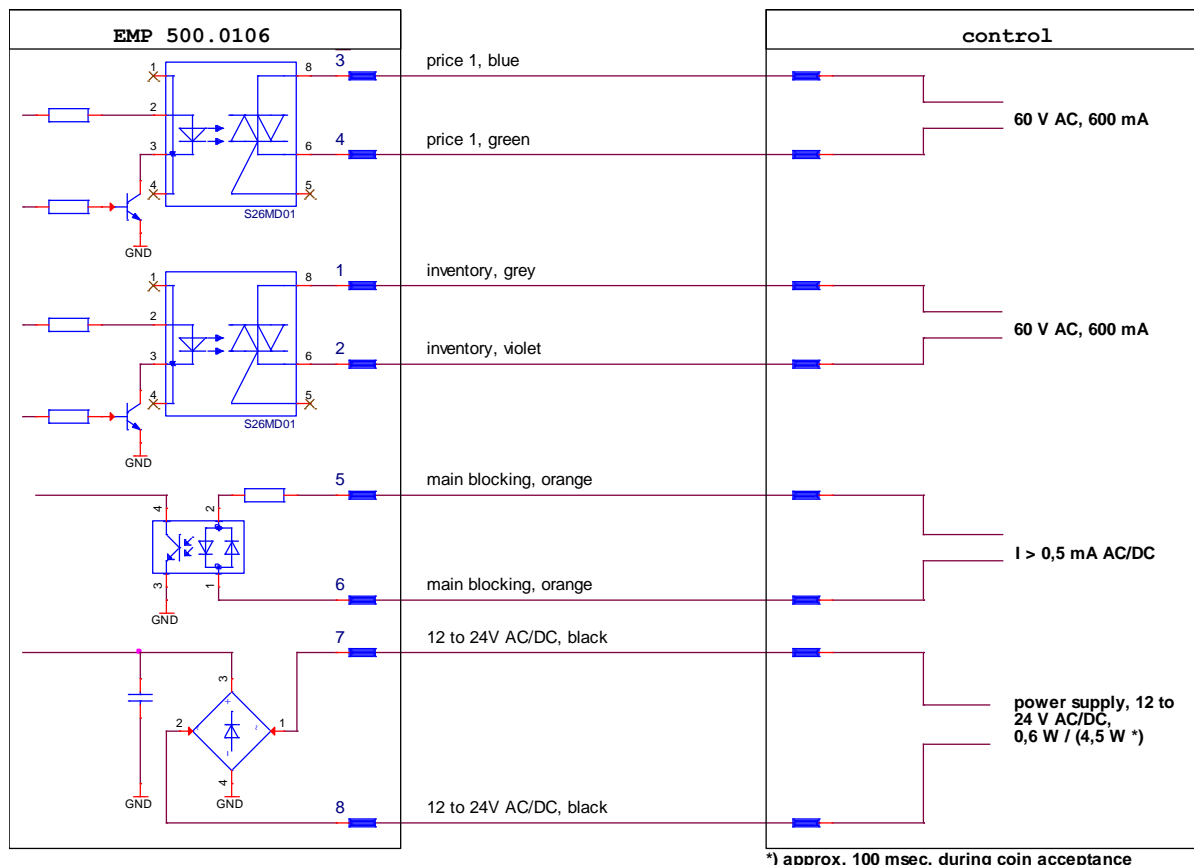 EMP 500.0106
control
3
price 1, blue
1
8
2
60 V AC, 600 mA
4
price 1, green
3
6
4
5
S26MD01
GND
1
inventory, grey
1
8
2
60 V AC, 600 mA
2
inventory, violet
3
6
4
5
S26MD01
GND
5
main blocking, orange
4
2
I > 0,5 mA AC/DC
3
1
6
main blocking, orange
GND
7
12 to 24V AC/DC, black
3
+
2
~
~
1
-
4
power supply, 12 to
24 V AC/DC,
0,6 W / (4,5 W *)
GND
GND
8
12 to 24V AC/DC, black
*) approx. 100 msec. during coin acceptance